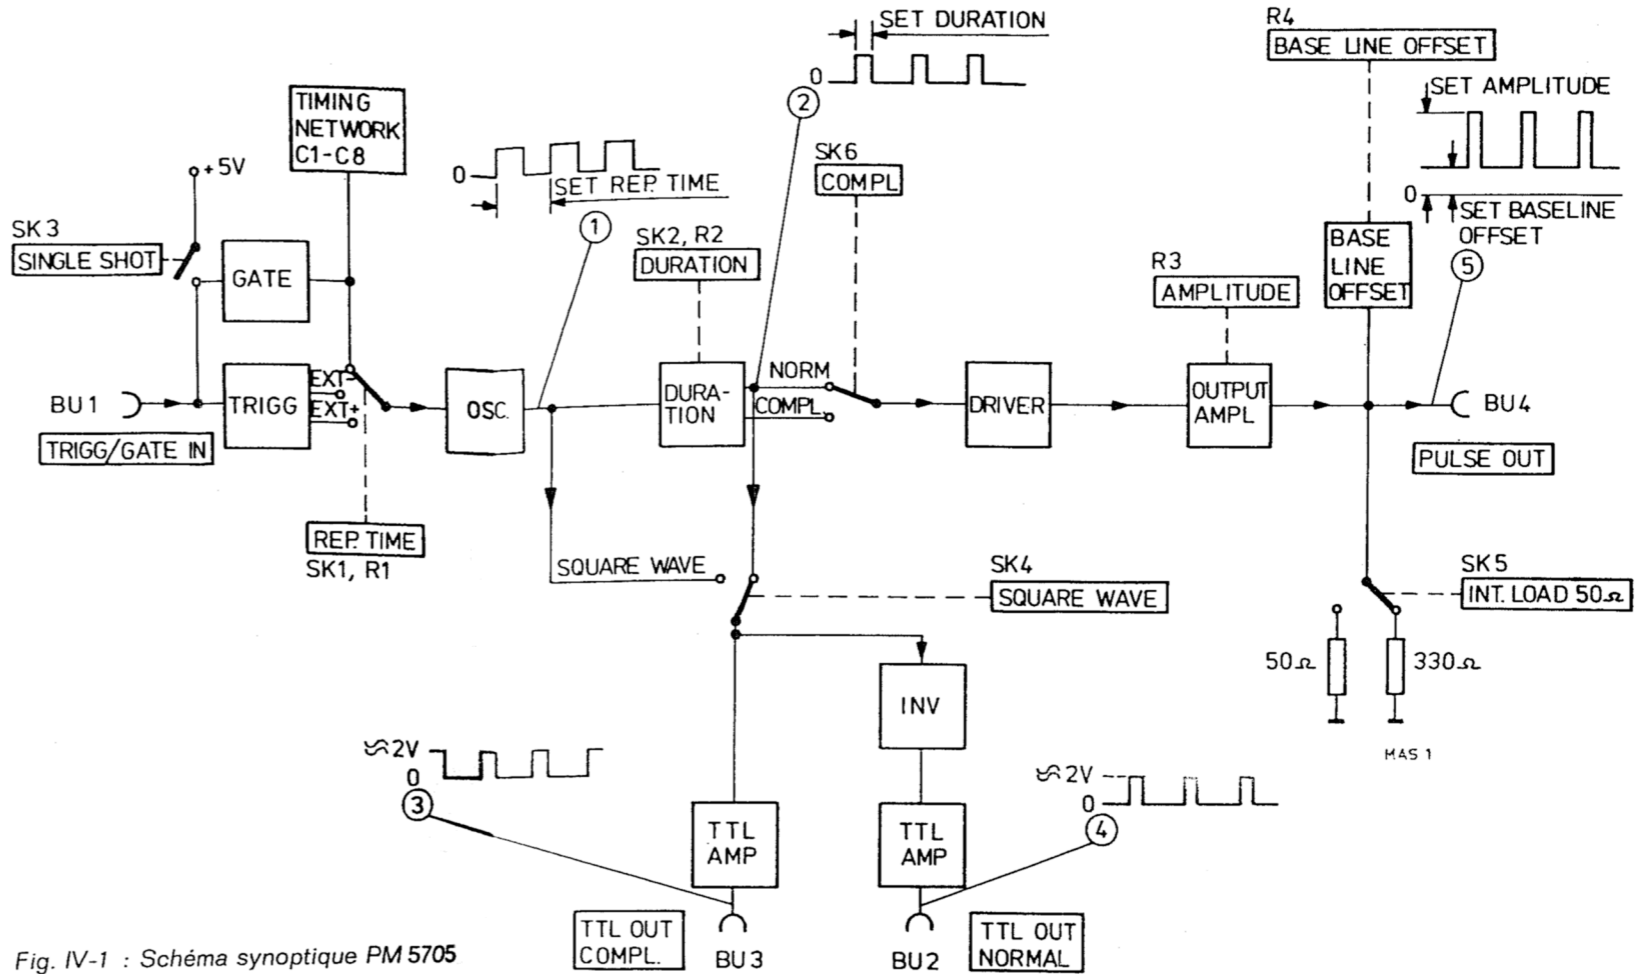 SET DURATION
0
2
R4
BASE LINE OFFSET
SET AMPLITUDE
0
SET BASELINE
OFFSET
5
TIMING
NETWORK
C1-C8
+5V
SK3
SINGLE SHOT
GATE
0
SET REP. TIME
1
SK6
COMPL
SK2, R2
DURATION
R3
AMPLITUDE
BASE
LINE
OFFSET
BU1
TRIGG/GATE IN
TRIGG
EXT-
EXT+
OSC.
DURA-
TION
NORM
COMPL
DRIVER
OUTPUT
AMPL
BU4
PULSE OUT
REP. TIME
SK1, R1
SQUARE WAVE
SK4
SQUARE WAVE
SK5
INT. LOAD 50Ω
50Ω
330Ω
MAS 1
INV
≈2V
0
3
≈2V
0
4
TTL
AMP
TTL
AMP
TTL OUT
COMPL.
BU3
BU2
TTL OUT
NORMAL
Fig. IV-1 : Schéma synoptique PM 5705